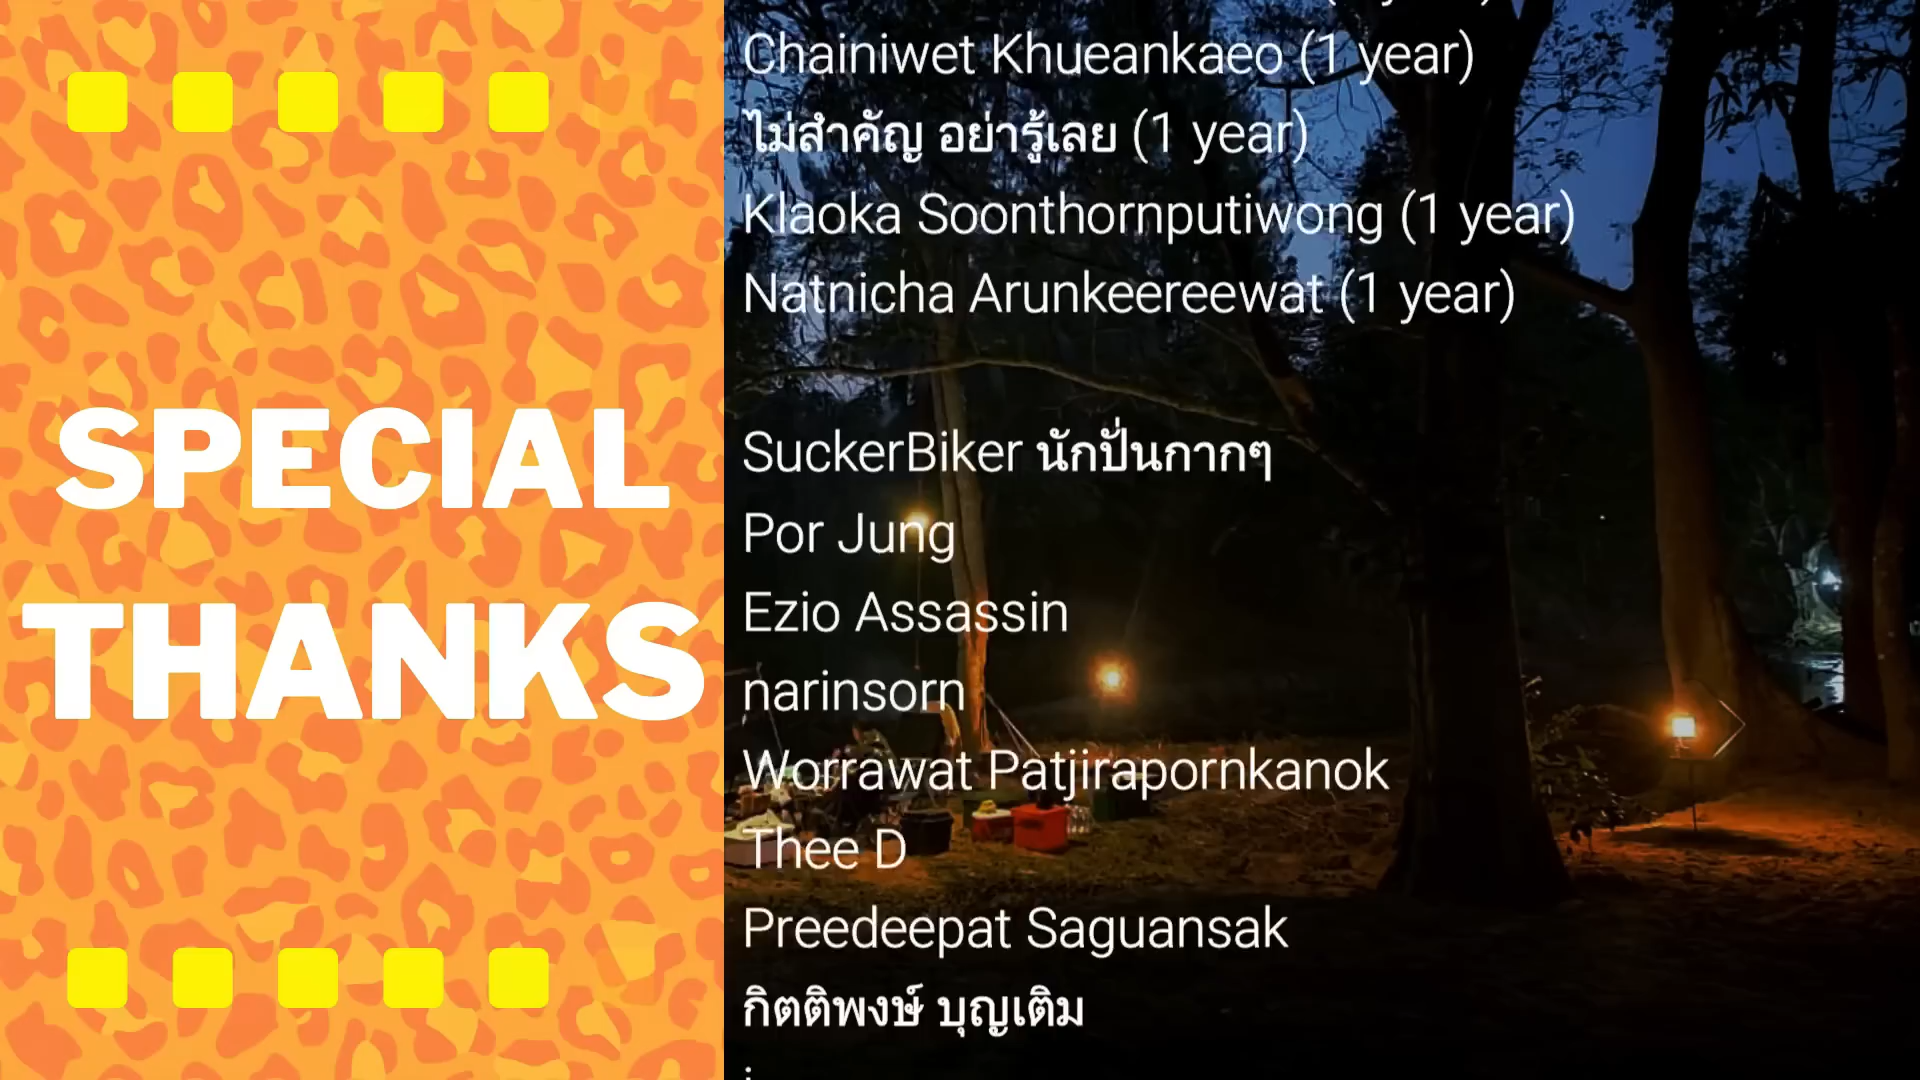 SPECIAL
THANKS
Chainiwet Khueankaeo (1 year)
ไม่สำคัญ อย่ารู้เลย (1 year)
Klaoka Soonthornputiwong (1 year)
Natnicha Arunkeereewat (1 year)
SuckerBiker นักปั่นกากๆ
Por Jung
Ezio Assassin
narinsorn
Worrawat Patjirapornkanok
Thee D
Preedeepat Saguansak
กิตติพงษ์ บุญเติม